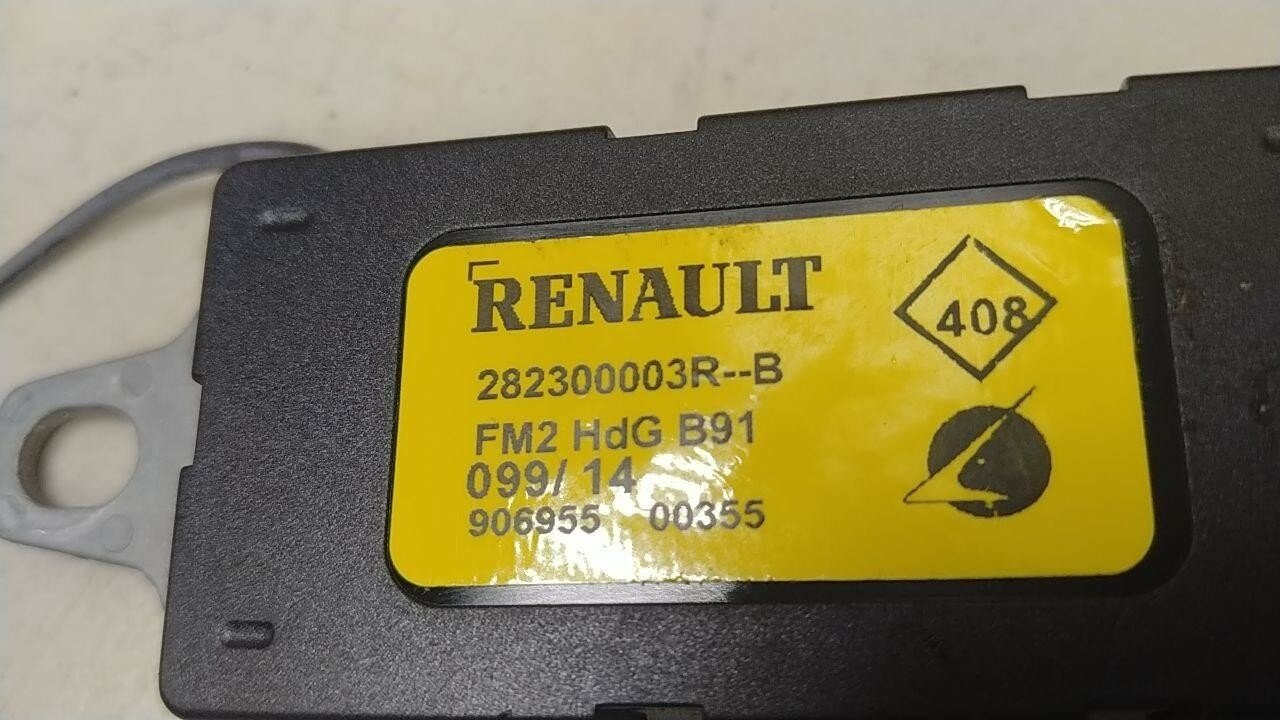 RENAULT
408
282300003R--B
FM2 HdG B91
099/ 14
906955 00355